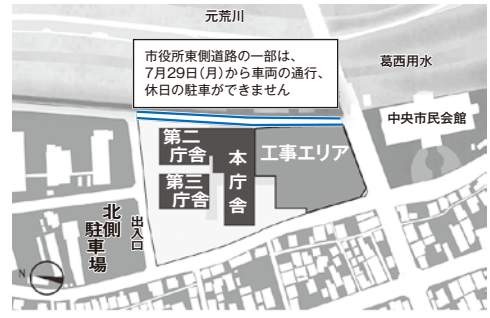 元荒川
市役所東側道路の一部は、
7月29日(月)から車両の通行、
休日の駐車ができません
葛西用水
中央市民会館
第二
庁舎
本庁舎
工事エリア
第三
庁舎
北側
駐車場
出入口
N